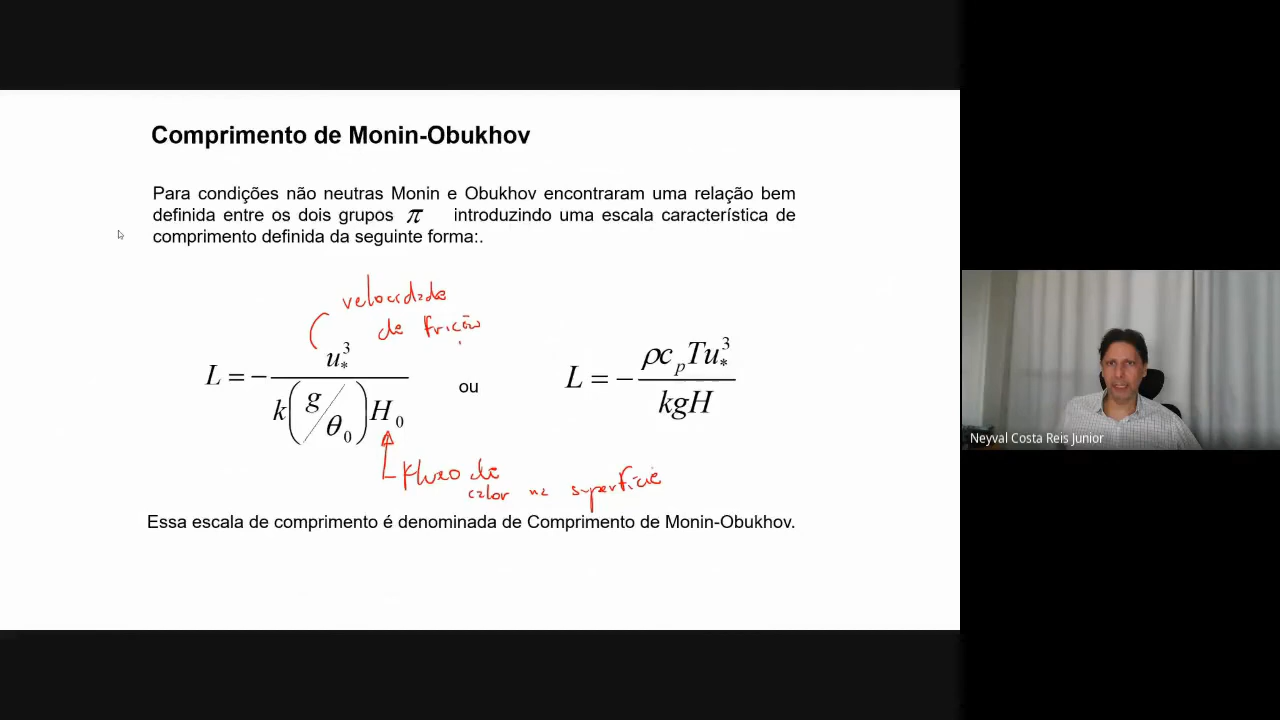 Comprimento de Monin-Obukhov
Para condições não neutras Monin e Obukhov encontraram uma relação bem
definida entre os dois grupos π introduzindo uma escala característica de
comprimento definida da seguinte forma:.
velocidade
de fricção
L = − u*³ / k(g/θ₀)H₀ ou L = − ρc_pTu*³ / kgH
Fluxo de
calor na superfície
Essa escala de comprimento é denominada de Comprimento de Monin-Obukhov.
Neyval Costa Reis Junior